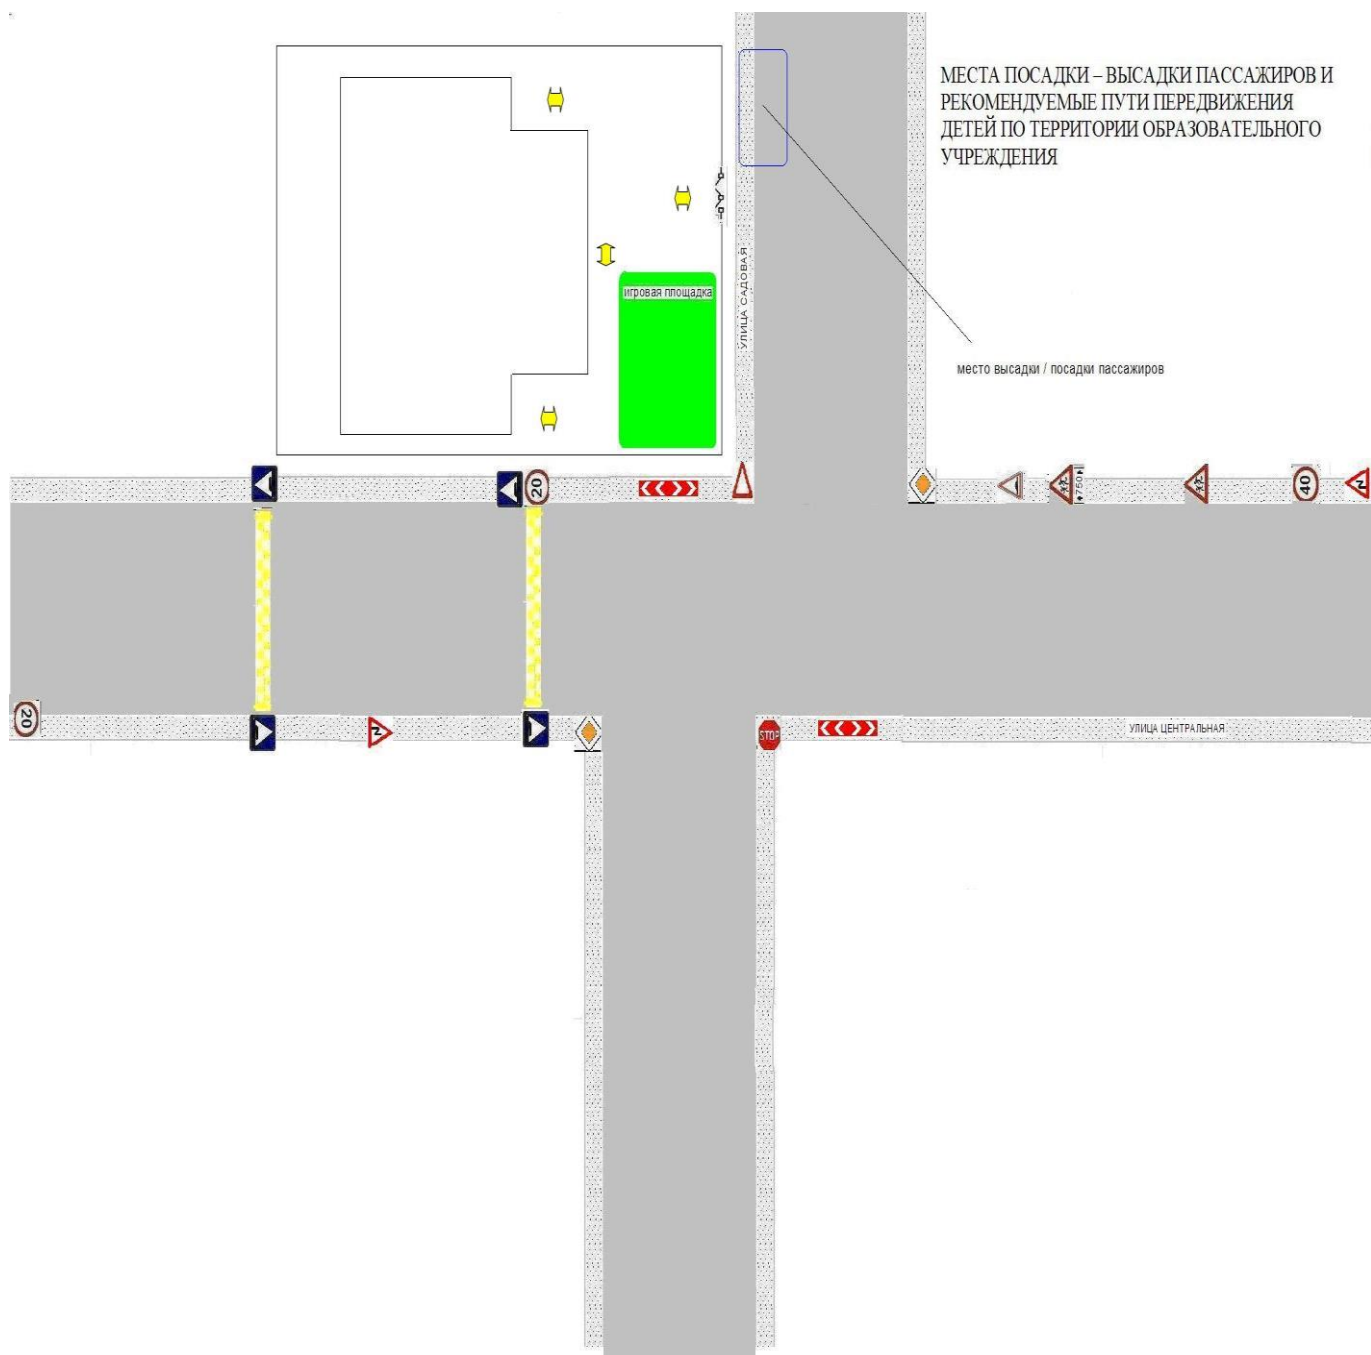 МЕСТА ПОСАДКИ – ВЫСАДКИ ПАССАЖИРОВ И
РЕКОМЕНДУЕМЫЕ ПУТИ ПЕРЕДВИЖЕНИЯ
ДЕТЕЙ ПО ТЕРРИТОРИИ ОБРАЗОВАТЕЛЬНОГО
УЧРЕЖДЕНИЯ
игровая площадка
УЛИЦА САДОВАЯ
место высадки / посадки пассажиров
20
750
40
20
STOP
УЛИЦА ЦЕНТРАЛЬНАЯ